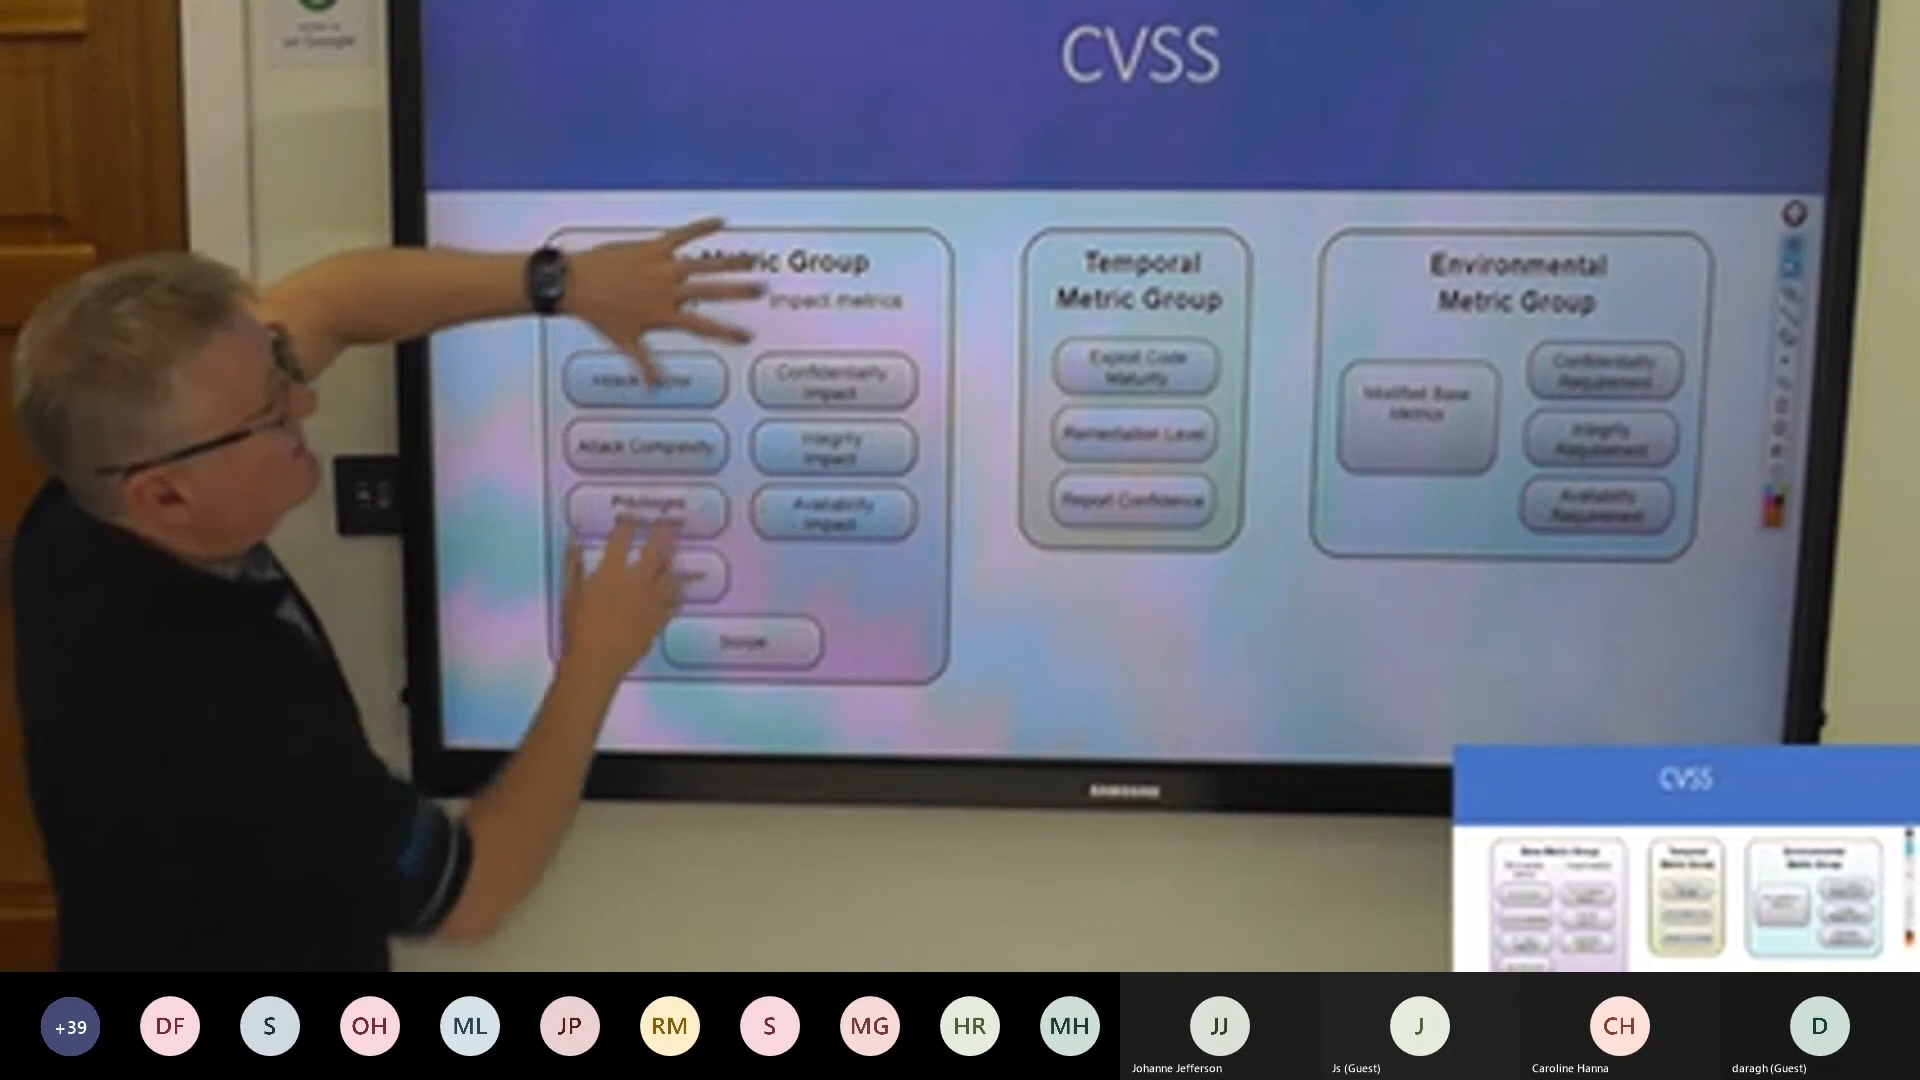 on Google
CVSS
Metric Group
Impact metrics
Attack Complexity
Privileges
Scope
Confidentiality
Impact
Integrity
Impact
Availability
Impact
Temporal
Metric Group
Exploit Code
Maturity
Remediation Level
Report Confidence
Environmental
Metric Group
Modified Base
Metrics
Confidentiality
Requirement
Integrity
Requirement
Availability
Requirement
SAMSUNG
CVSS
+39
DF
S
OH
ML
JP
RM
S
MG
HR
MH
JJ
Johanne Jefferson
J
Js (Guest)
CH
Caroline Hanna
D
daragh (Guest)